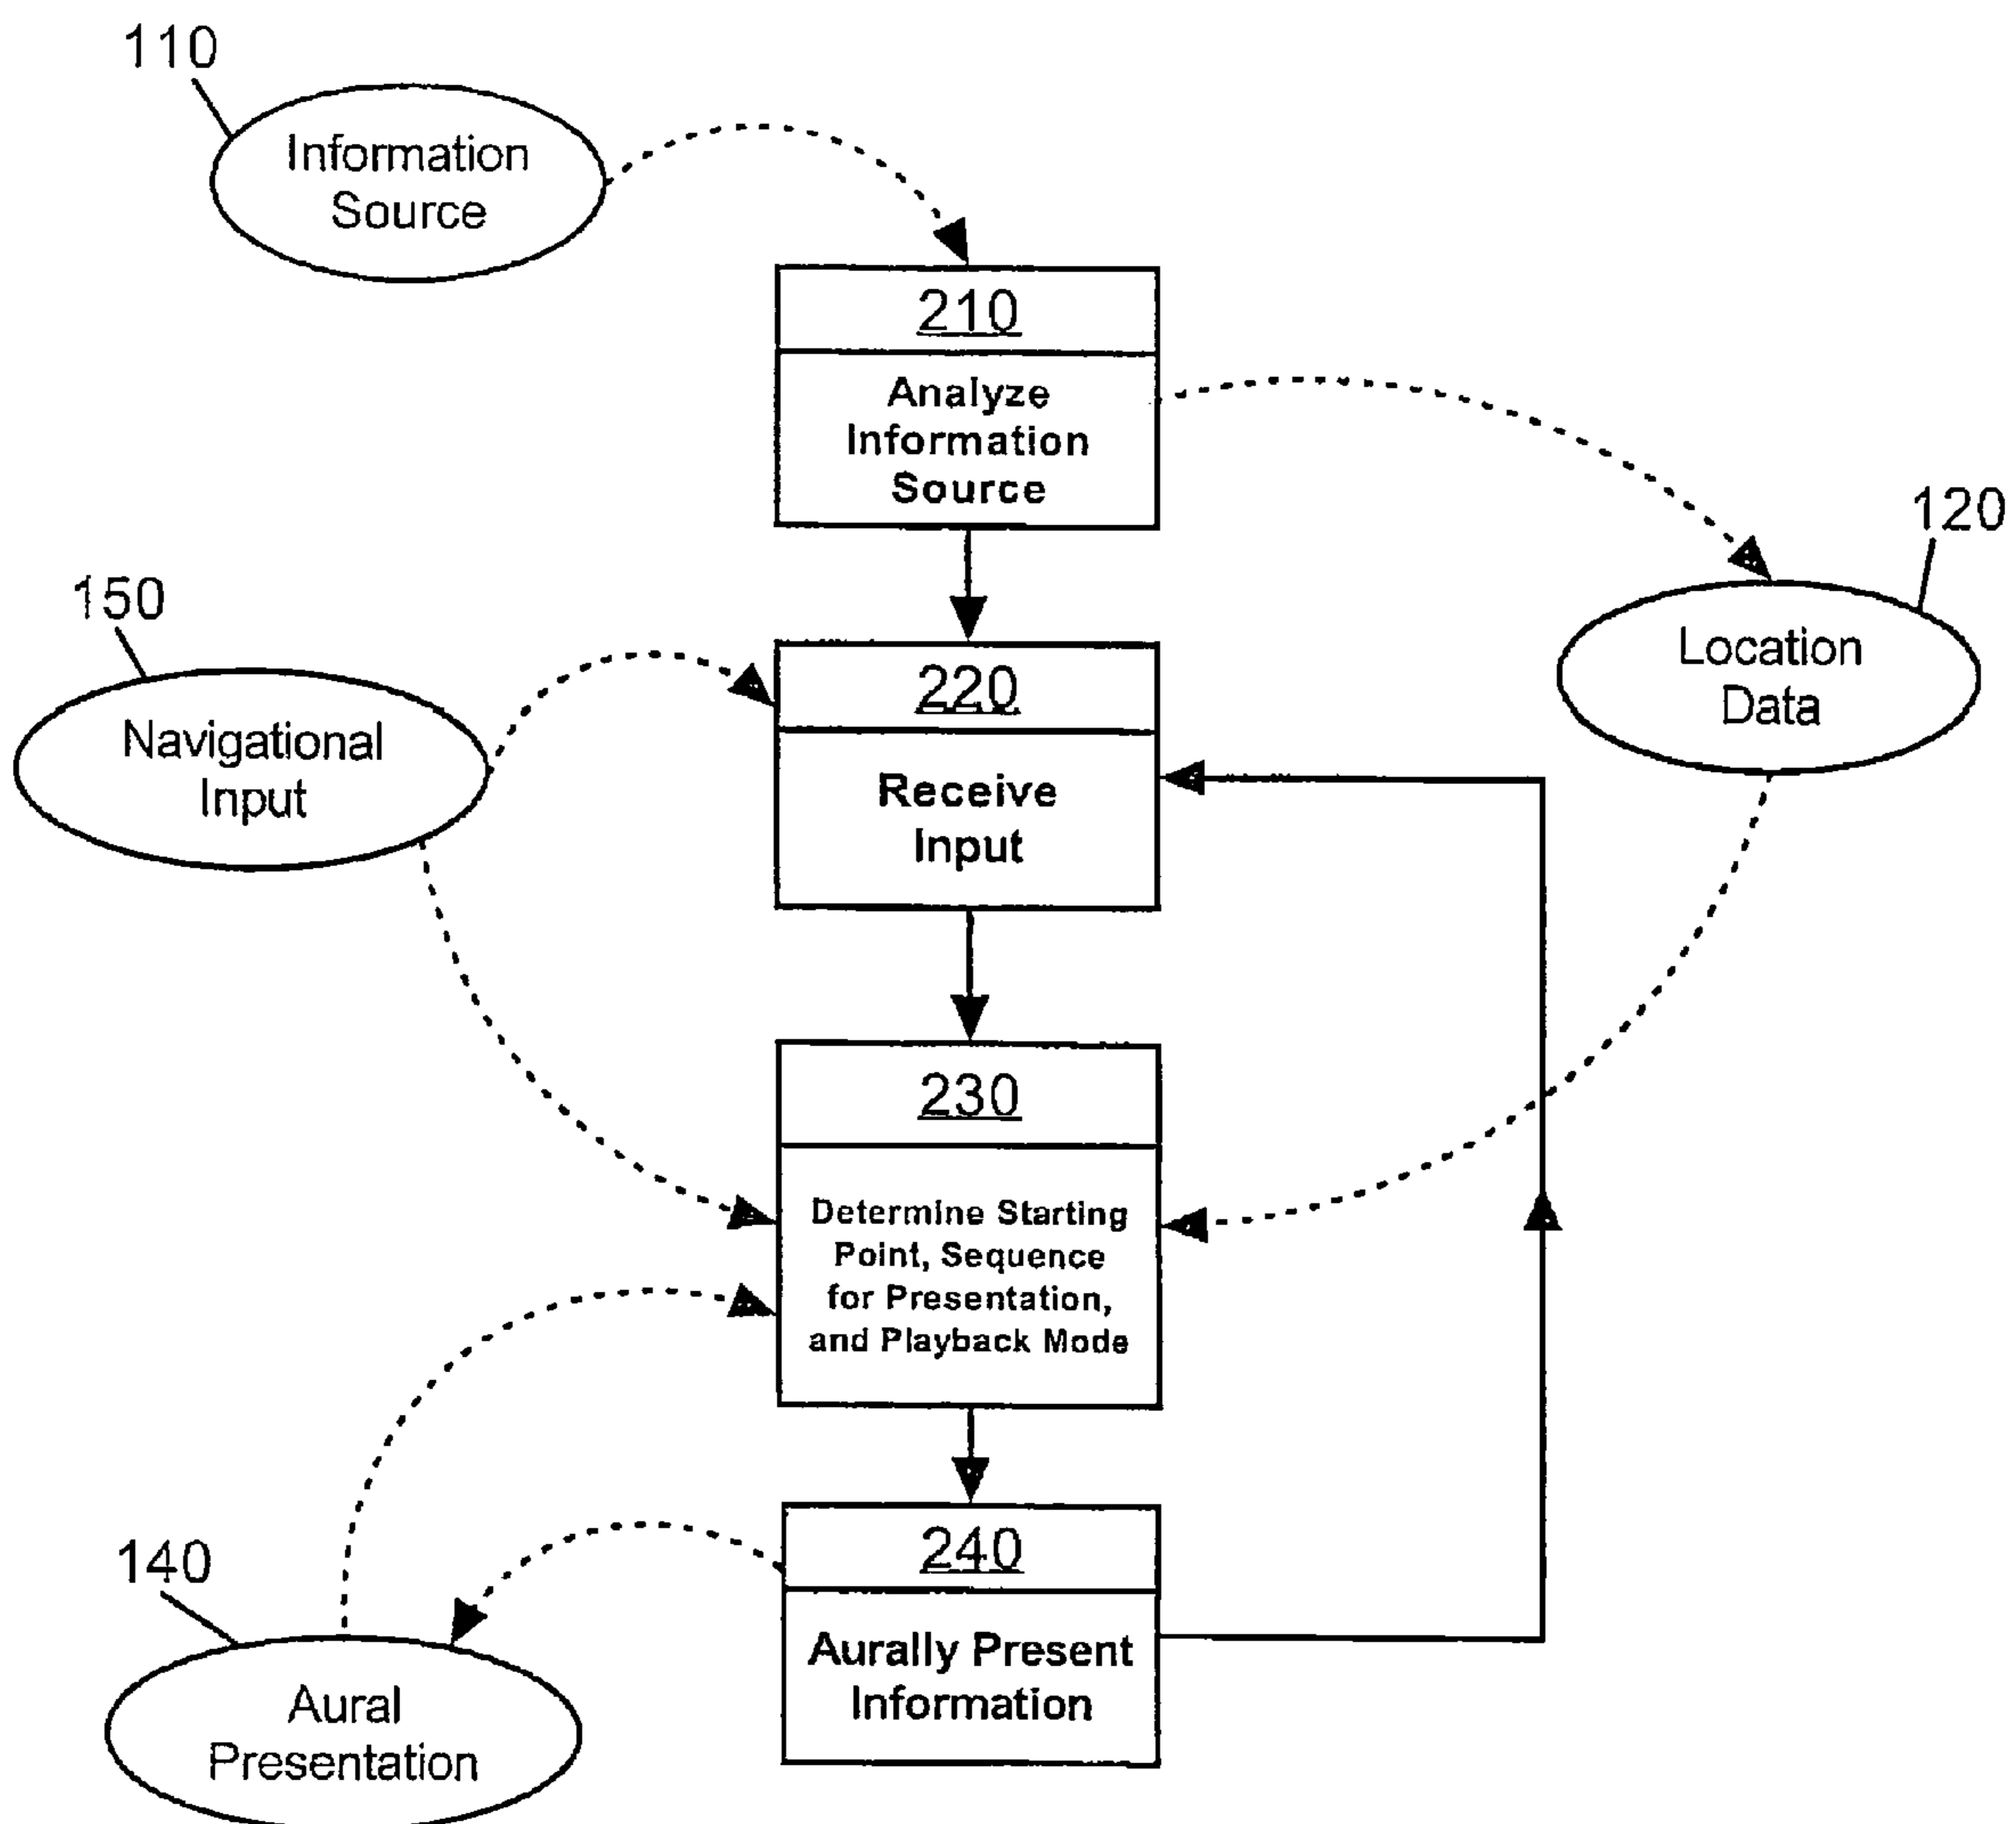 110
Information
Source
210
Analyze
Information
Source
120
Location
Data
150
Navigational
Input
220
Receive
Input
230
Determine Starting
Point, Sequence
for Presentation,
and Playback Mode
140
Aural
Presentation
240
Aurally Present
Information